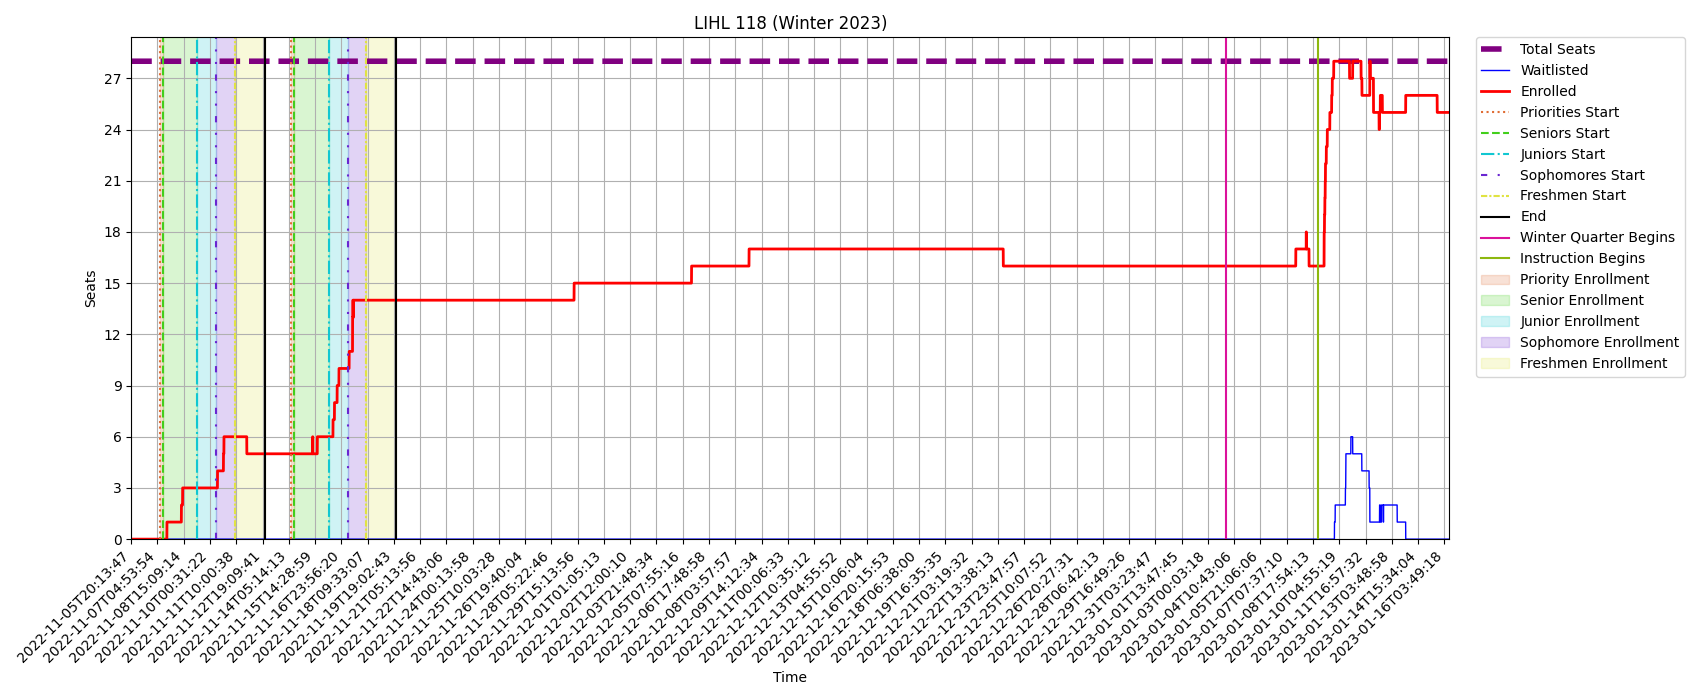 LIHL 118 (Winter 2023)
Seats
27
24
21
18
15
12
9
6
3
0
2022-11-05T20:13:47
2022-11-07T04:53:54
2022-11-08T15:09:14
2022-11-10T00:31:22
2022-11-11T10:00:38
2022-11-12T19:09:41
2022-11-14T05:14:13
2022-11-15T14:28:59
2022-11-16T23:56:20
2022-11-18T09:33:07
2022-11-19T19:02:43
2022-11-21T05:13:56
2022-11-22T14:43:06
2022-11-24T00:13:58
2022-11-25T10:03:28
2022-11-26T19:40:04
2022-11-28T05:22:46
2022-11-29T15:13:56
2022-12-01T01:05:13
2022-12-02T12:00:10
2022-12-03T21:48:34
2022-12-05T07:55:16
2022-12-06T17:48:58
2022-12-08T03:57:57
2022-12-09T14:12:34
2022-12-11T00:06:33
2022-12-12T10:35:12
2022-12-13T04:55:52
2022-12-15T10:06:04
2022-12-16T20:15:53
2022-12-18T06:38:00
2022-12-19T16:35:35
2022-12-21T03:19:32
2022-12-22T13:38:13
2022-12-23T23:47:57
2022-12-25T10:07:52
2022-12-26T20:27:31
2022-12-28T06:42:13
2022-12-29T16:49:26
2022-12-31T03:23:47
2023-01-01T13:47:45
2023-01-03T00:03:18
2023-01-04T10:43:06
2023-01-05T21:06:06
2023-01-07T07:37:10
2023-01-08T17:54:13
2023-01-10T04:55:19
2023-01-11T16:57:32
2023-01-13T03:48:58
2023-01-14T15:34:04
2023-01-16T03:49:18
Time
Total Seats
Waitlisted
Enrolled
Priorities Start
Seniors Start
Juniors Start
Sophomores Start
Freshmen Start
End
Winter Quarter Begins
Instruction Begins
Priority Enrollment
Senior Enrollment
Junior Enrollment
Sophomore Enrollment
Freshmen Enrollment